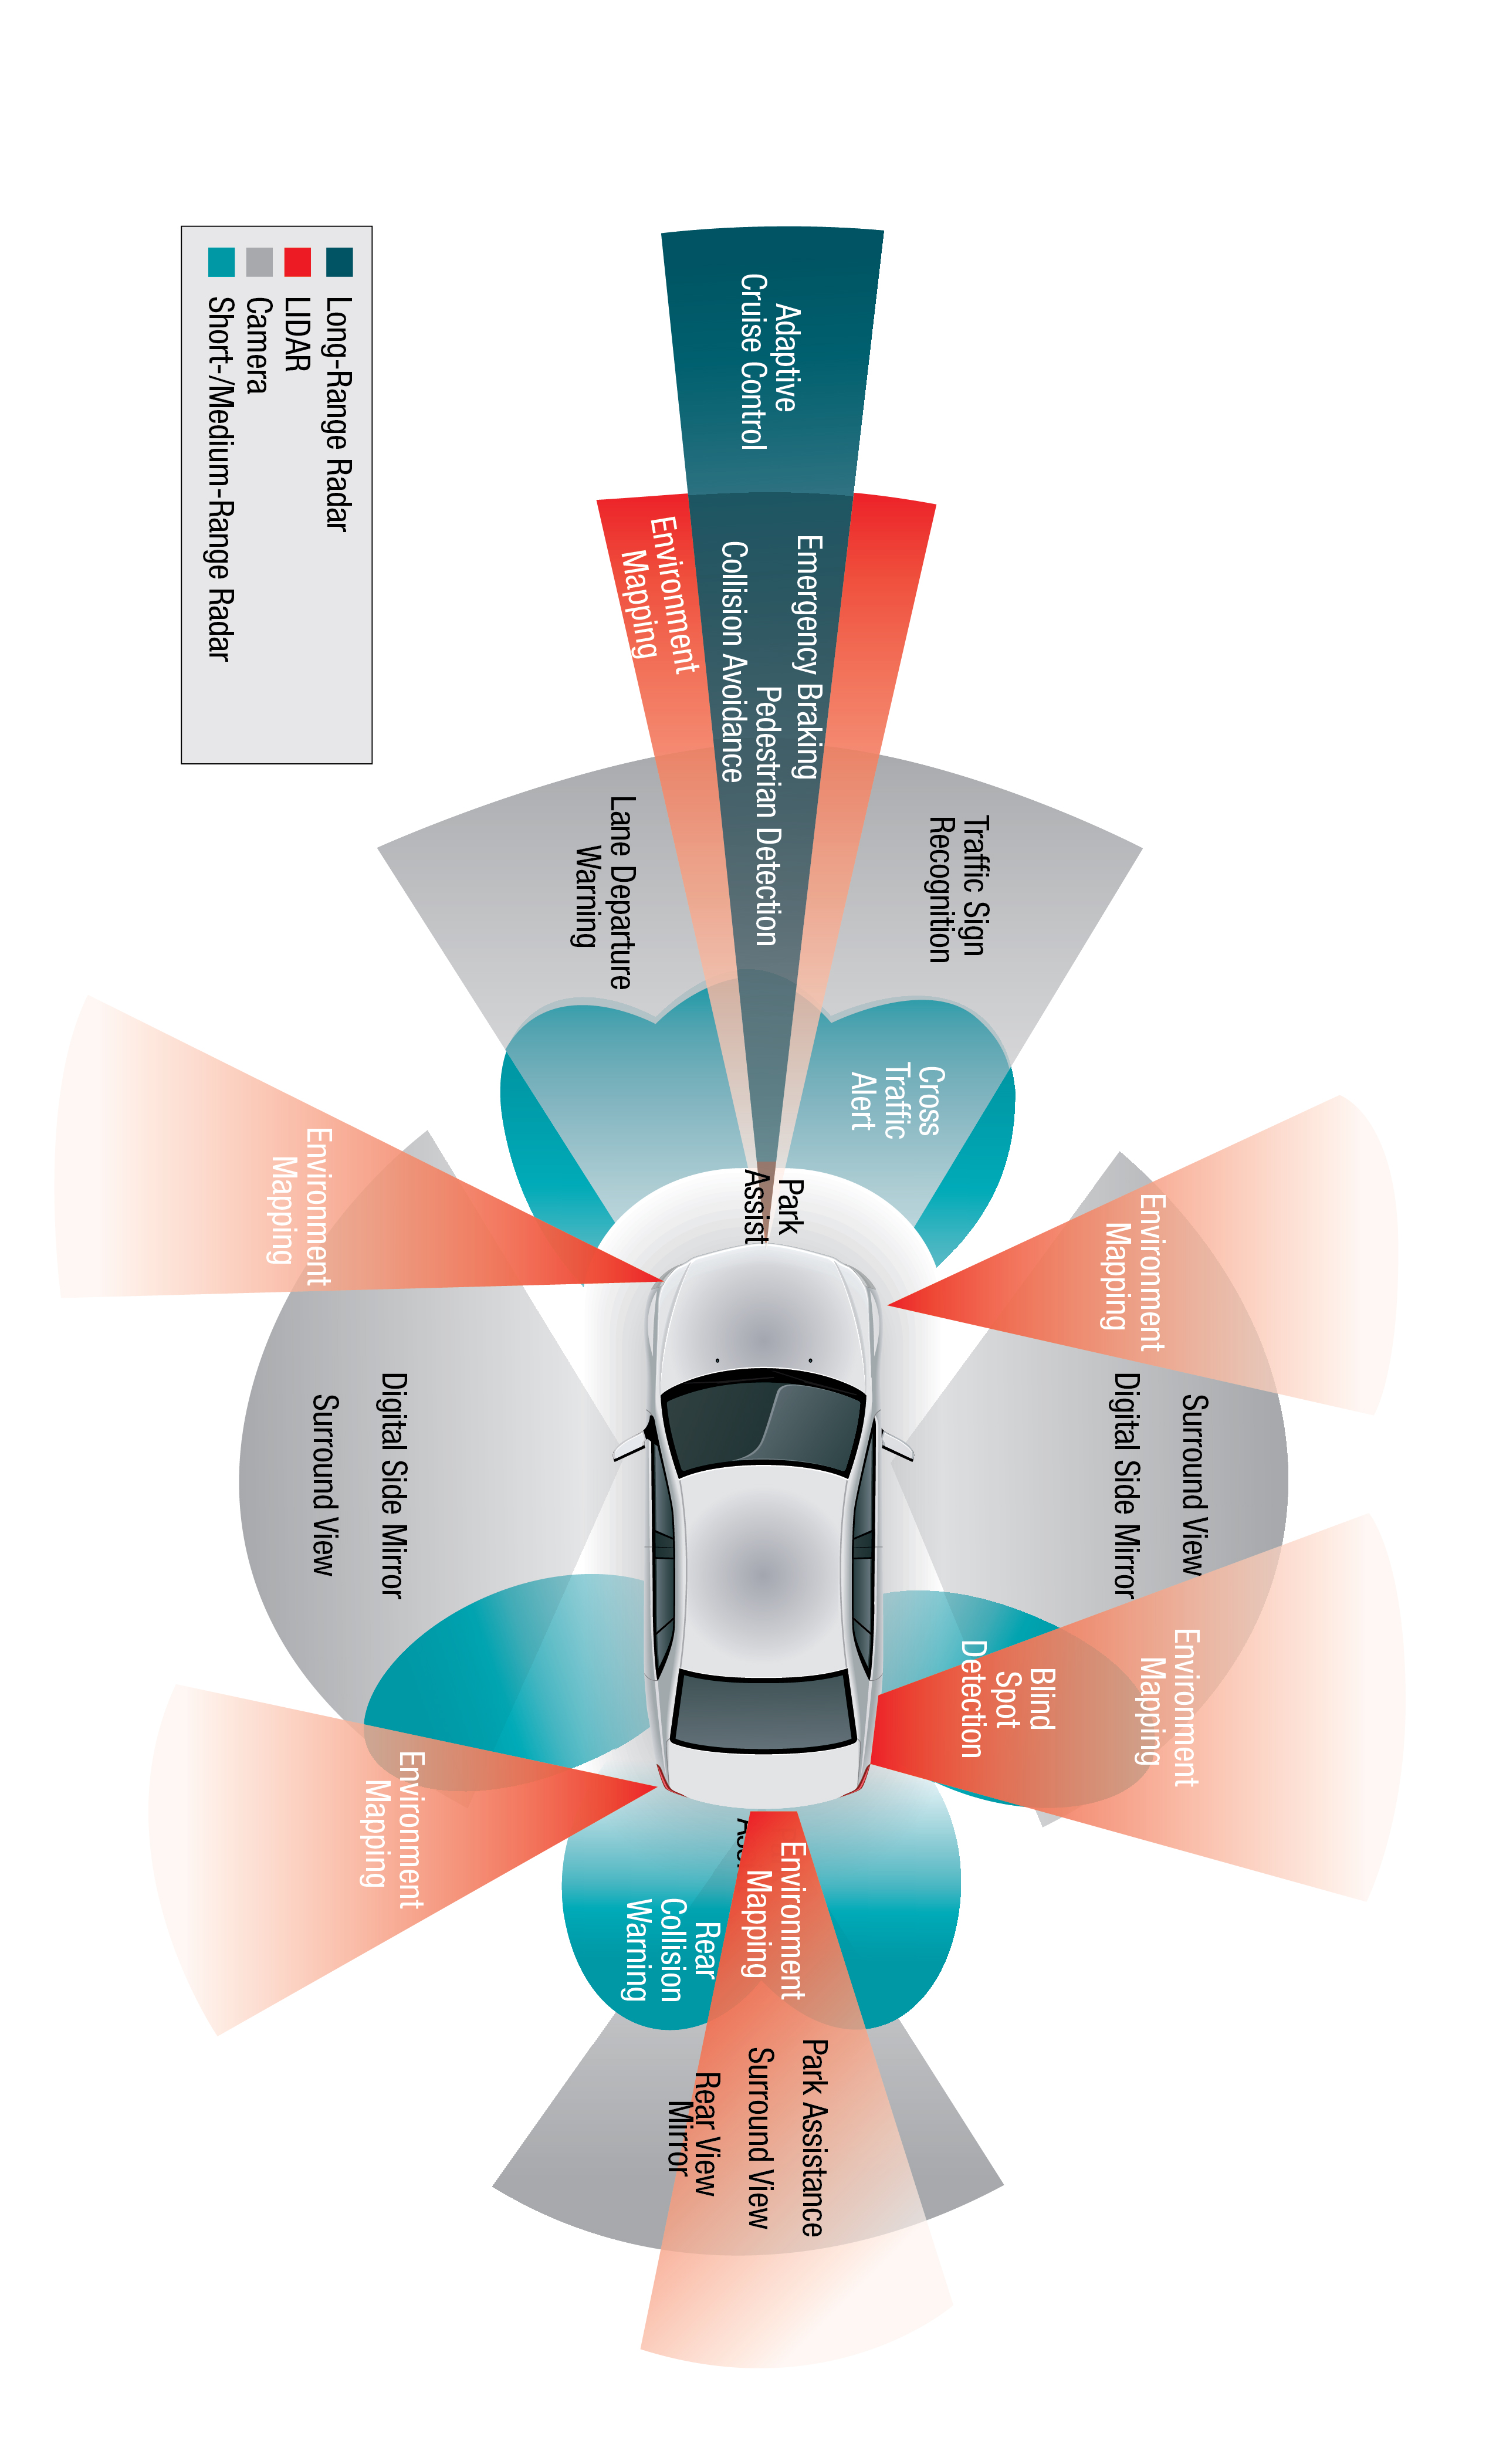 Long-Range Radar
LIDAR
Camera
Short-/Medium-Range Radar
Adaptive
Cruise Control
Emergency Braking
Pedestrian Detection
Collision Avoidance
Environment
Mapping
Traffic Sign
Recognition
Lane Departure
Warning
Cross
Traffic
Alert
Park
Assist
Environment
Mapping
Environment
Mapping
Surround View
Digital Side Mirror
Digital Side Mirror
Surround View
Environment
Mapping
Blind
Spot
Detection
Environment
Mapping
Environment
Mapping
Rear
Collision
Warning
Park Assistance
Surround View
Rear View
Mirror